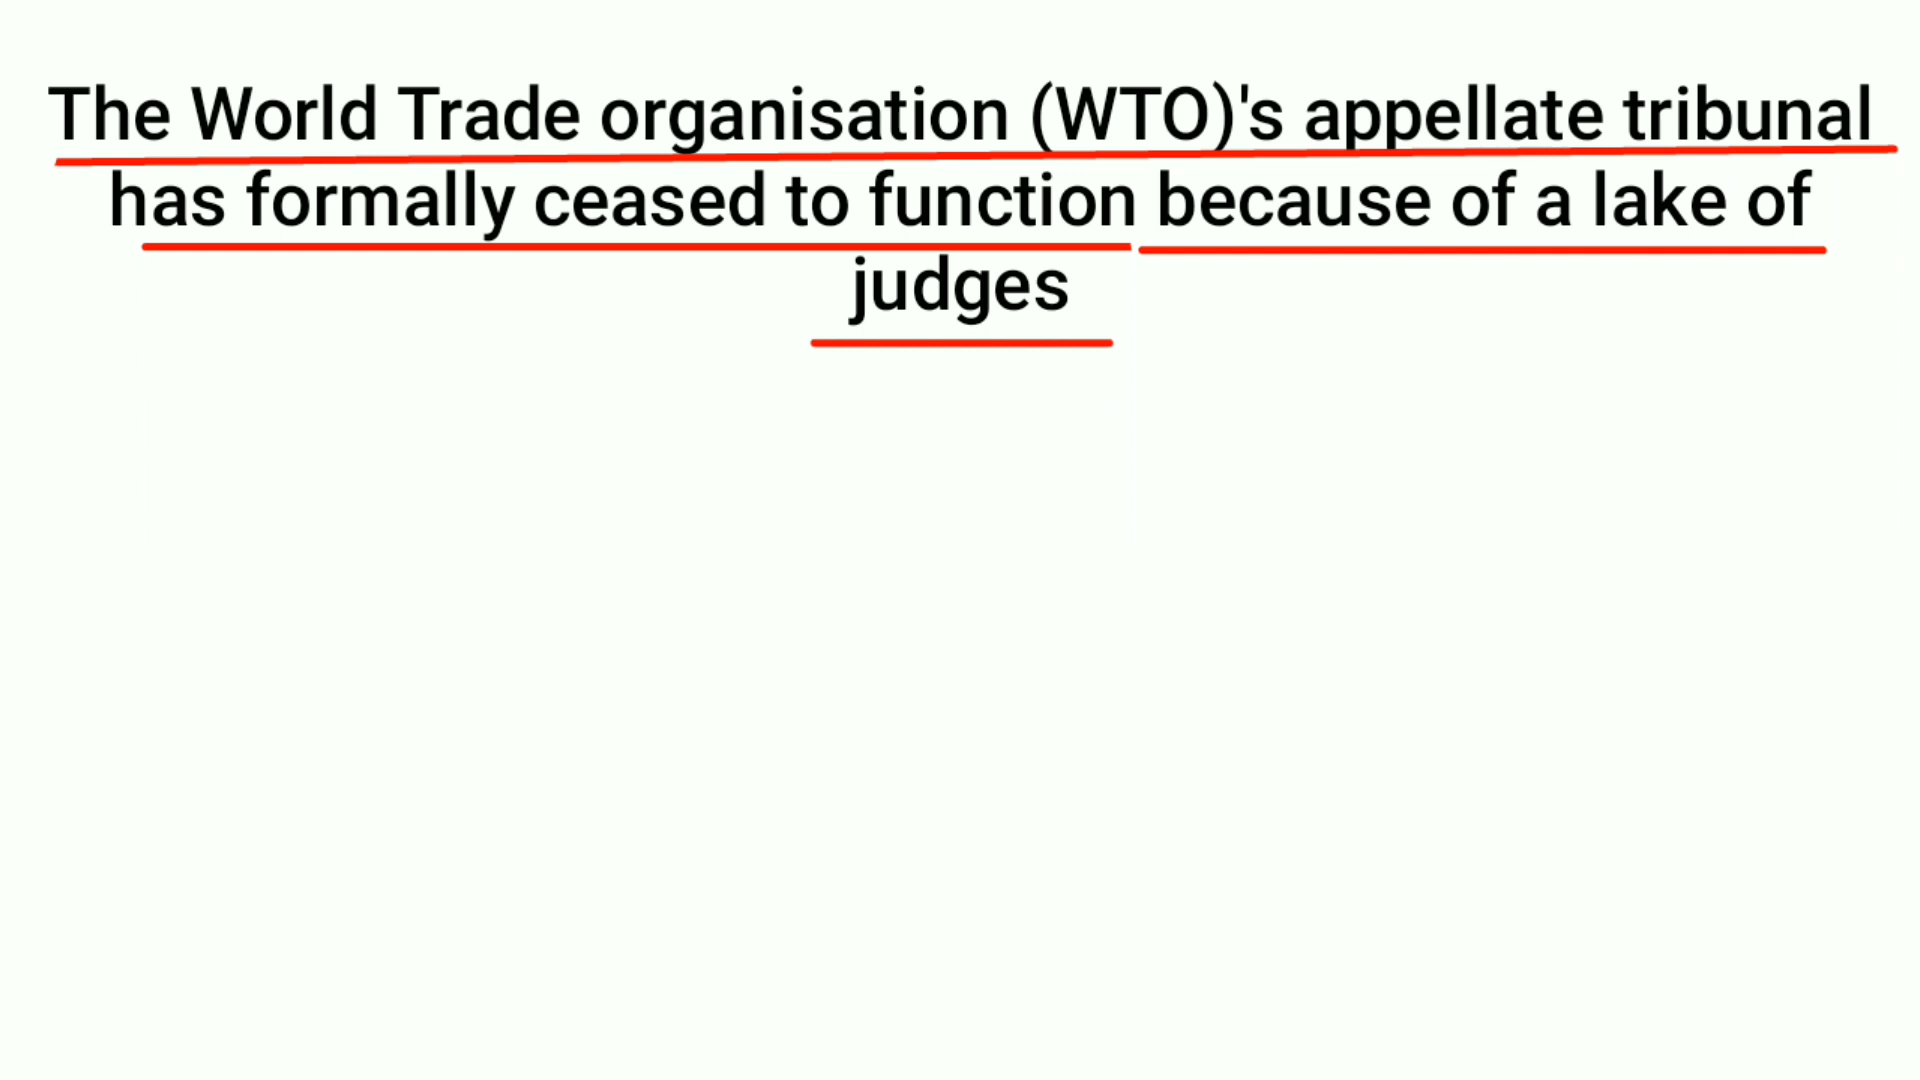 The World Trade organisation (WTO)'s appellate tribunal
has formally ceased to function because of a lake of
judges